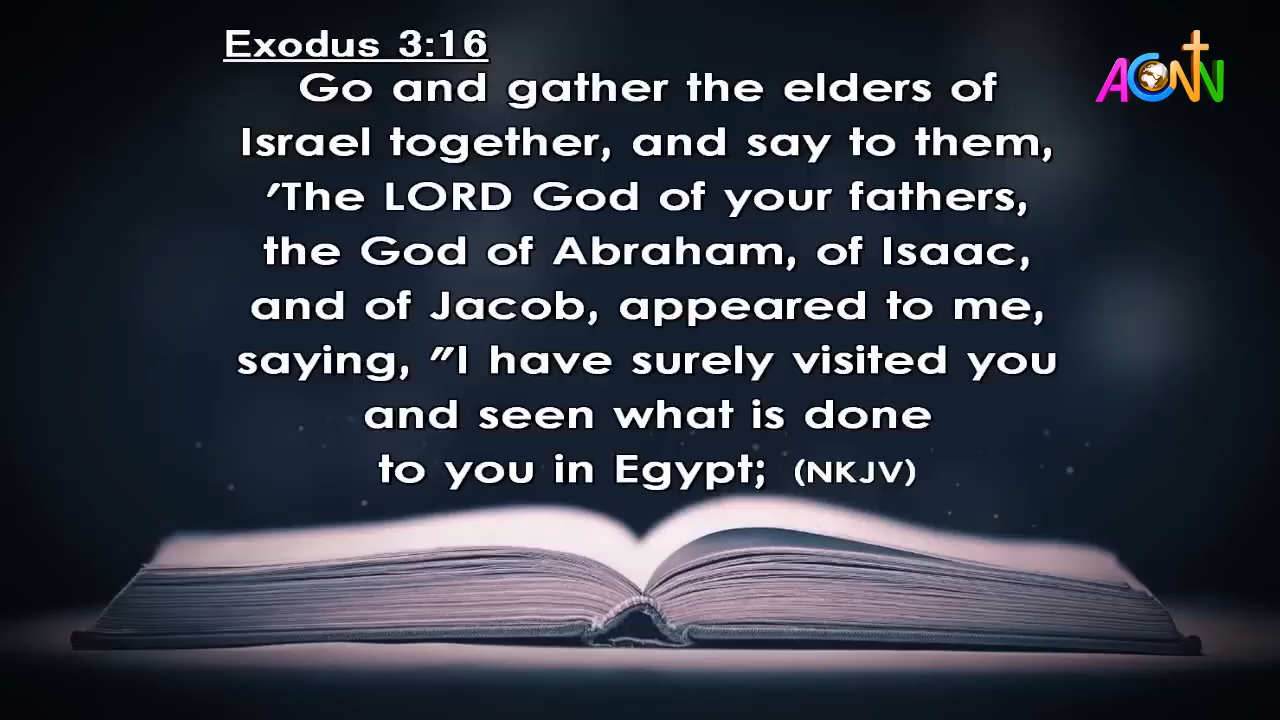 Exodus 3:16
Go and gather the elders of
Israel together, and say to them,
'The LORD God of your fathers,
the God of Abraham, of Isaac,
and of Jacob, appeared to me,
saying, "I have surely visited you
and seen what is done
to you in Egypt; (NKJV)
ACNN